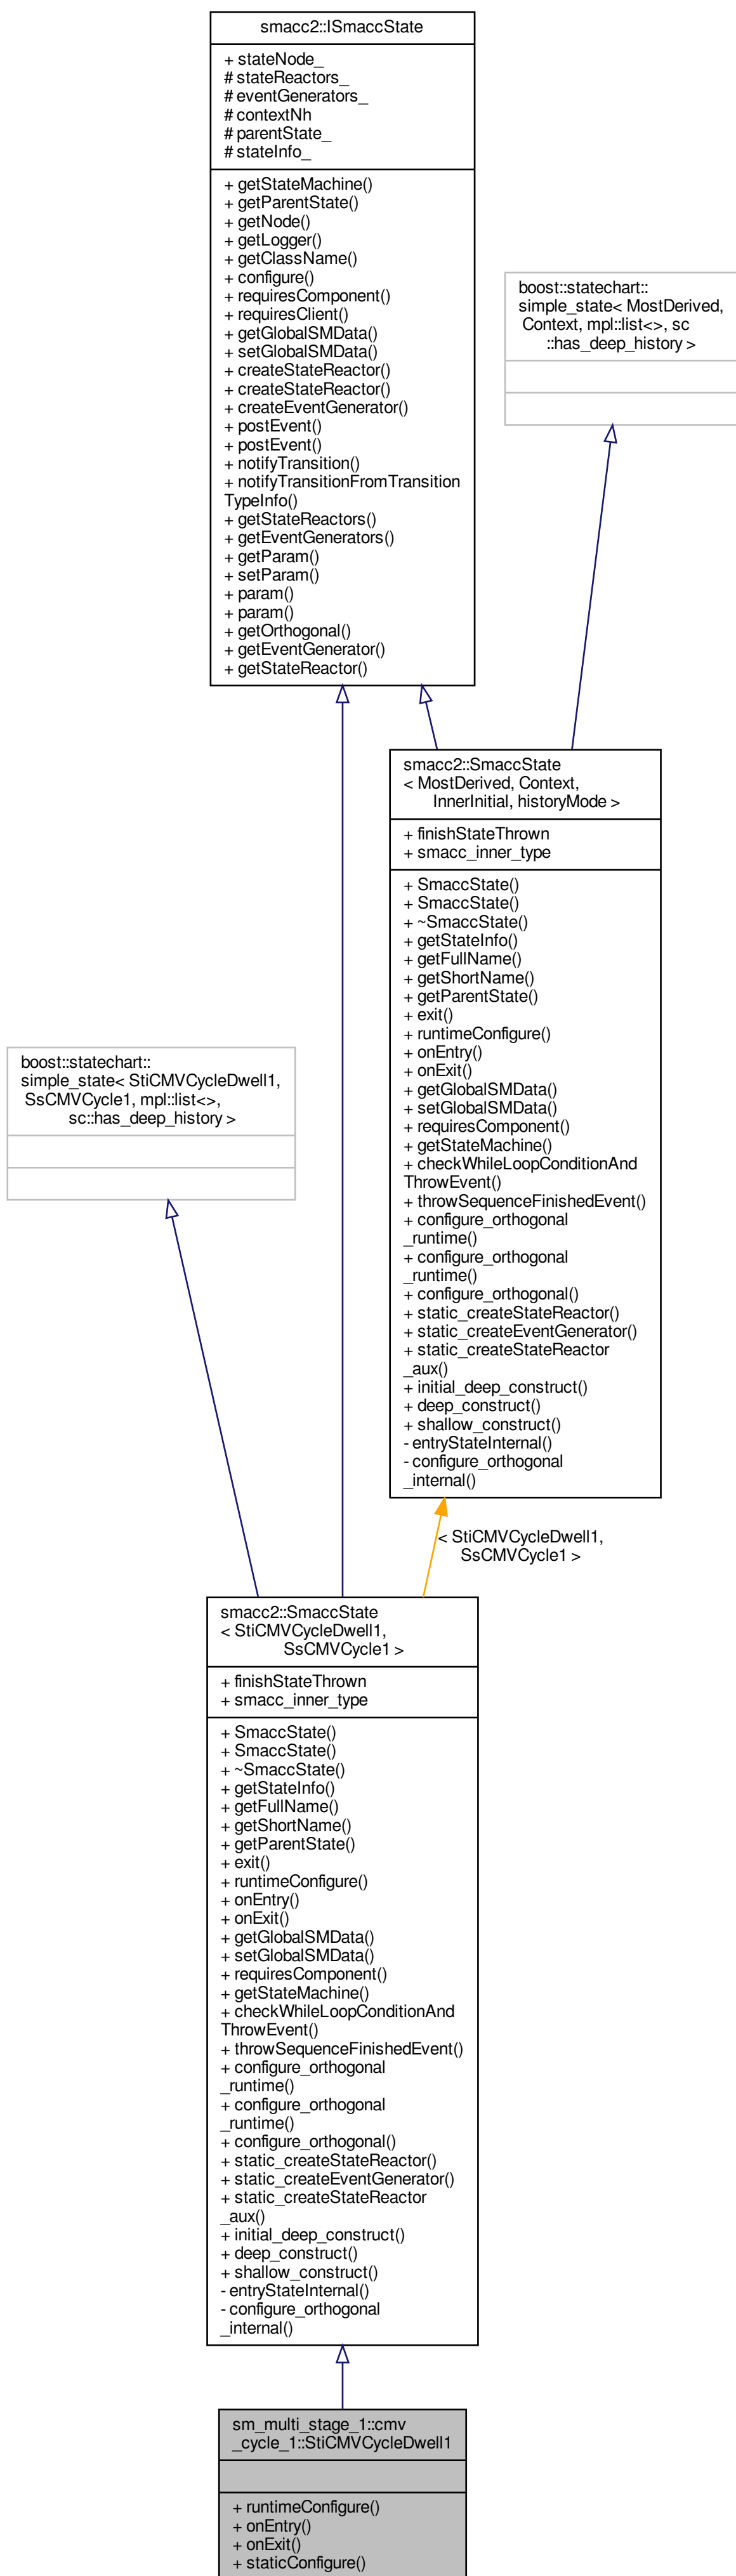 smacc2::ISmaccState
+ stateNode_
# stateReactors_
# eventGenerators_
# contextNh
# parentState_
# stateInfo_
+ getStateMachine()
+ getParentState()
+ getNode()
+ getLogger()
+ getClassName()
+ configure()
+ requiresComponent()
+ requiresClient()
+ getGlobalSMData()
+ setGlobalSMData()
+ createStateReactor()
+ createStateReactor()
+ createEventGenerator()
+ postEvent()
+ postEvent()
+ notifyTransition()
+ notifyTransitionFromTransition
TypeInfo()
+ getStateReactors()
+ getEventGenerators()
+ getParam()
+ setParam()
+ param()
+ param()
+ getOrthogonal()
+ getEventGenerator()
+ getStateReactor()
boost::statechart::
simple_state< MostDerived,
Context, mpl::list<>, sc
::has_deep_history >
smacc2::SmaccState
< MostDerived, Context,
InnerInitial, historyMode >
+ finishStateThrown
+ smacc_inner_type
+ SmaccState()
+ SmaccState()
+ ~SmaccState()
+ getStateInfo()
+ getFullName()
+ getShortName()
+ getParentState()
+ exit()
+ runtimeConfigure()
+ onEntry()
+ onExit()
+ getGlobalSMData()
+ setGlobalSMData()
+ requiresComponent()
+ getStateMachine()
+ checkWhileLoopConditionAnd
ThrowEvent()
+ throwSequenceFinishedEvent()
+ configure_orthogonal
_runtime()
+ configure_orthogonal
_runtime()
+ configure_orthogonal()
+ static_createStateReactor()
+ static_createEventGenerator()
+ static_createStateReactor
_aux()
+ initial_deep_construct()
+ deep_construct()
+ shallow_construct()
- entryStateInternal()
- configure_orthogonal
_internal()
boost::statechart::
simple_state< StiCMVCycleDwell1,
SsCMVCycle1, mpl::list<>,
sc::has_deep_history >
< StiCMVCycleDwell1,
SsCMVCycle1 >
smacc2::SmaccState
< StiCMVCycleDwell1,
SsCMVCycle1 >
+ finishStateThrown
+ smacc_inner_type
+ SmaccState()
+ SmaccState()
+ ~SmaccState()
+ getStateInfo()
+ getFullName()
+ getShortName()
+ getParentState()
+ exit()
+ runtimeConfigure()
+ onEntry()
+ onExit()
+ getGlobalSMData()
+ setGlobalSMData()
+ requiresComponent()
+ getStateMachine()
+ checkWhileLoopConditionAnd
ThrowEvent()
+ throwSequenceFinishedEvent()
+ configure_orthogonal
_runtime()
+ configure_orthogonal
_runtime()
+ configure_orthogonal()
+ static_createStateReactor()
+ static_createEventGenerator()
+ static_createStateReactor
_aux()
+ initial_deep_construct()
+ deep_construct()
+ shallow_construct()
- entryStateInternal()
- configure_orthogonal
_internal()
sm_multi_stage_1::cmv
_cycle_1::StiCMVCycleDwell1
+ runtimeConfigure()
+ onEntry()
+ onExit()
+ staticConfigure()